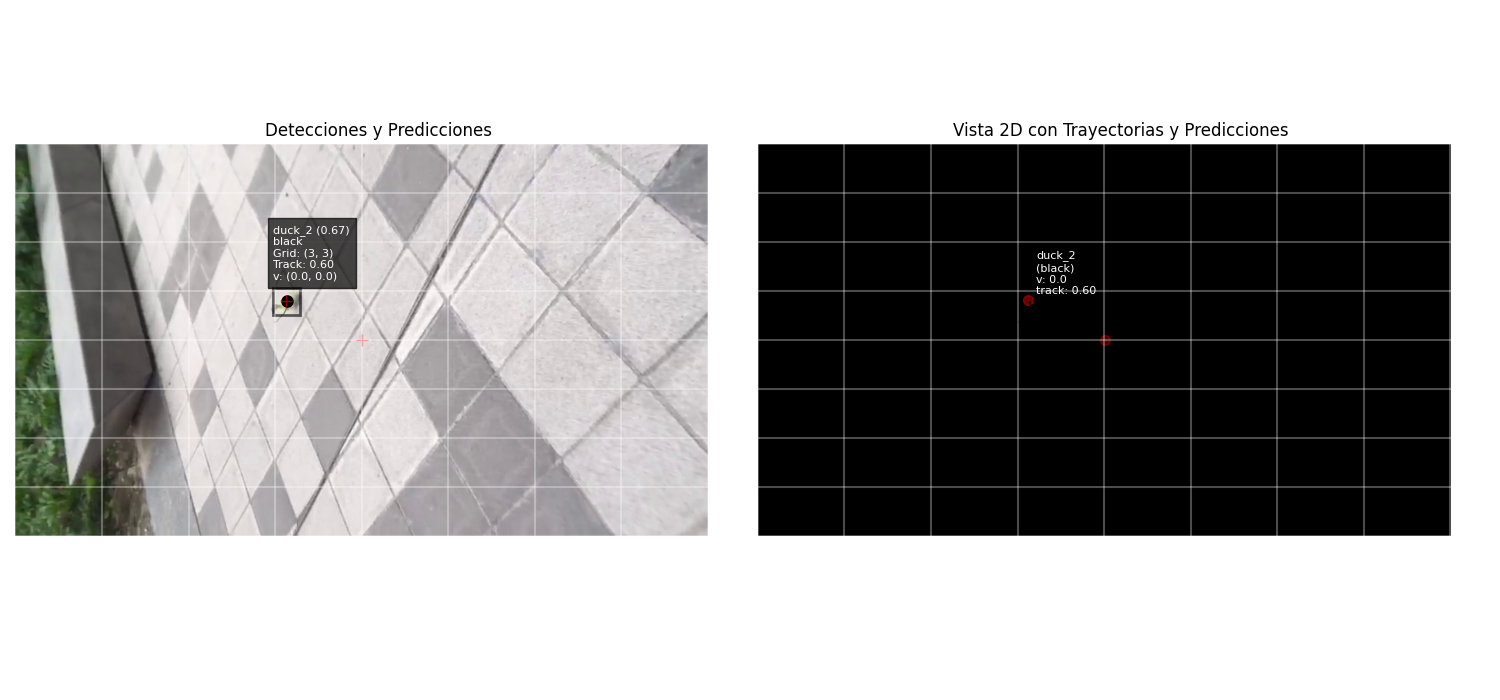 Detecciones y Predicciones
duck_2 (0.67)
black
Grid: (3, 3)
Track: 0.60
v: (0.0, 0.0)
Vista 2D con Trayectorias y Predicciones
duck_2
(black)
v: 0.0
track: 0.60